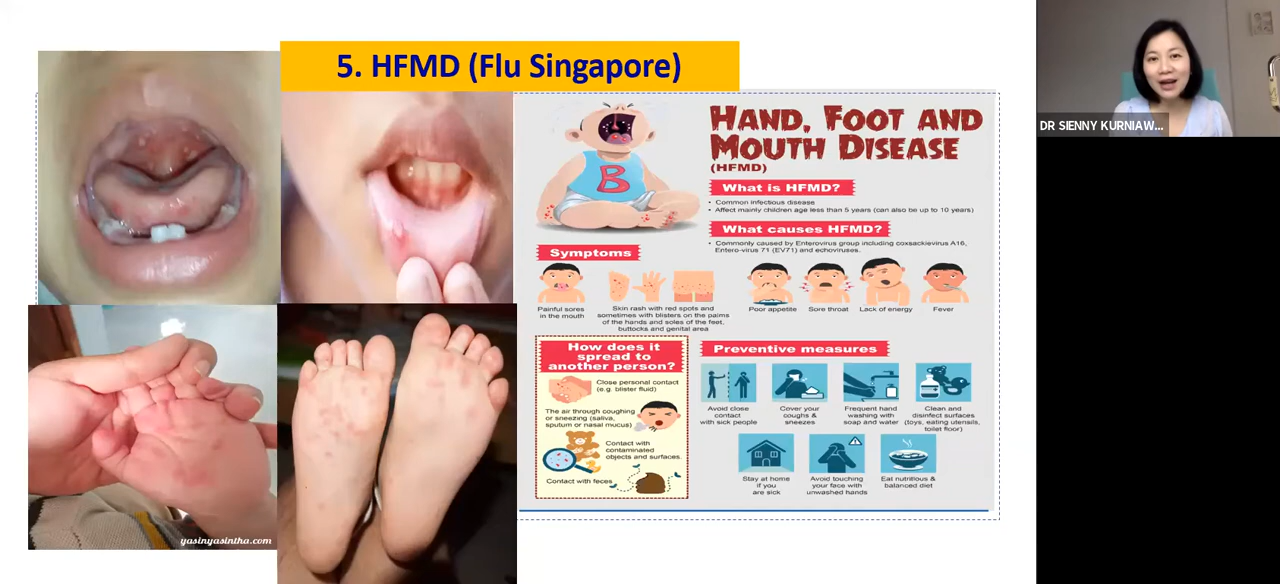 5. HFMD (Flu Singapore)
DR SIENNY KURNIAW...
HAND, FOOT AND
MOUTH DISEASE
(HFMD)
B
What is HFMD?
• Common infectious disease
• Affect mainly children age less than 5 years (can also be up to 10 years)
What causes HFMD?
• Commonly caused by Enterovirus group including coxsackievirus A16,
Entero-virus 71 (EV71) and echoviruses.
Symptoms
Painful sores
in the mouth
Skin rash with red spots and
sometimes with blisters on the palms
of the hands and soles of the feet,
buttocks and genital area
Poor appetite
Sore throat
Lack of energy
Fever
How does it
spread to
another person?
Close personal contact
(e.g. blister fluid)
The air through coughing
or sneezing (saliva,
sputum or nasal mucus)
Contact with
contaminated
objects and surfaces.
Contact with feces
Preventive measures
Avoid close
contact
with sick people
Cover your
coughs &
sneezes
Frequent hand
washing with
soap and water
Clean and
disinfect surfaces
(toys, eating utensils,
toilet floor)
Stay at home
if you
are sick
Avoid touching
your face with
unwashed hands
Eat nutritious &
balanced diet
yasinyasintha.com